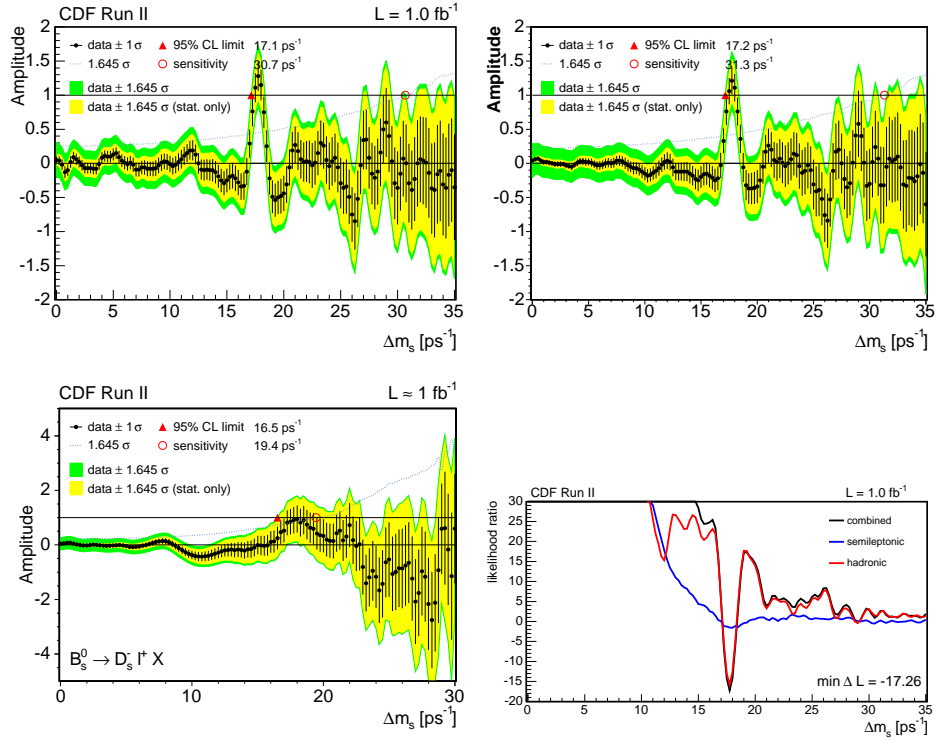 CDF Run II L = 1.0 fb⁻¹
data ± 1σ 95% CL limit 17.1 ps⁻¹
1.645 σ sensitivity 30.7 ps⁻¹
data ± 1.645 σ
data ± 1.645 σ (stat. only)
Amplitude
2
1.5
1
0.5
0
-0.5
-1
-1.5
-2
0 5 10 15 20 25 30 35
Δmₛ [ps⁻¹]
data ± 1σ 95% CL limit 17.2 ps⁻¹
1.645 σ sensitivity 31.3 ps⁻¹
data ± 1.645 σ
data ± 1.645 σ (stat. only)
Amplitude
2
1.5
1
0.5
0
-0.5
-1
-1.5
-2
0 5 10 15 20 25 30 35
Δmₛ [ps⁻¹]
CDF Run II L ≈ 1 fb⁻¹
data ± 1σ 95% CL limit 16.5 ps⁻¹
1.645 σ sensitivity 19.4 ps⁻¹
data ± 1.645 σ
data ± 1.645 σ (stat. only)
Amplitude
4
2
0
-2
-4
B⁰ₛ → D⁻ₛ l⁺ X
0 5 10 15 20 25 30
Δmₛ [ps⁻¹]
CDF Run II L = 1.0 fb⁻¹
combined
semileptonic
hadronic
likelihood ratio
30
25
20
15
10
5
0
-5
-10
-15
-20
min Δ L = -17.26
0 5 10 15 20 25 30 35
Δmₛ [ps⁻¹]